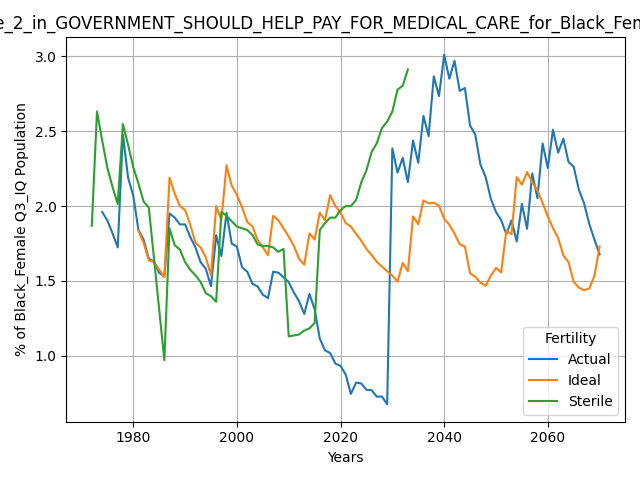 e_2_in_GOVERNMENT_SHOULD_HELP_PAY_FOR_MEDICAL_CARE_for_Black_Fem
% of Black_Female Q3_IQ Population
3.0
2.5
2.0
1.5
1.0
1980 2000 2020 2040 2060
Years
Fertility
Actual
Ideal
Sterile